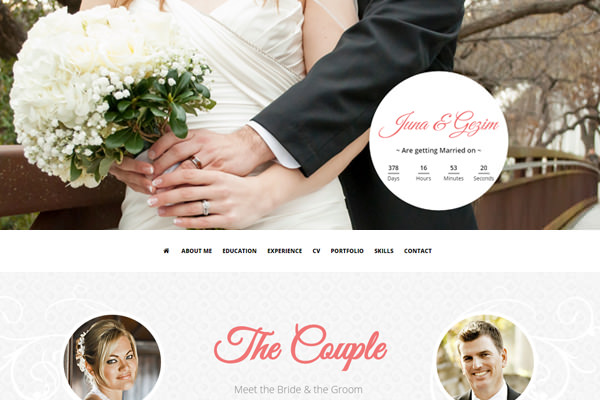 Juna & Gezim
~ Are getting Married on ~
378 16 53 20
Days Hours Minutes Seconds
ABOUT ME EDUCATION EXPERIENCE CV PORTFOLIO SKILLS CONTACT
The Couple
Meet the Bride & the Groom